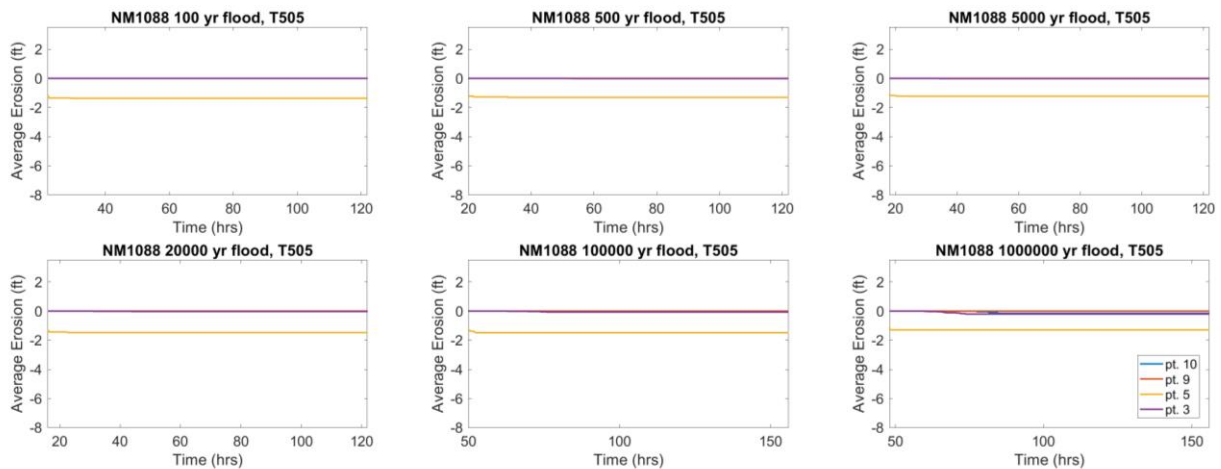 NM1088 100 yr flood, T505
2
0
-2
-4
-6
-8
Average Erosion (ft)
40 60 80 100 120
Time (hrs)
NM1088 500 yr flood, T505
2
0
-2
-4
-6
-8
Average Erosion (ft)
20 40 60 80 100 120
Time (hrs)
NM1088 5000 yr flood, T505
2
0
-2
-4
-6
-8
Average Erosion (ft)
20 40 60 80 100 120
Time (hrs)
NM1088 20000 yr flood, T505
2
0
-2
-4
-6
-8
Average Erosion (ft)
20 40 60 80 100 120
Time (hrs)
NM1088 100000 yr flood, T505
2
0
-2
-4
-6
-8
Average Erosion (ft)
50 100 150
Time (hrs)
NM1088 1000000 yr flood, T505
2
0
-2
-4
-6
-8
Average Erosion (ft)
50 100 150
Time (hrs)
pt. 10
pt. 9
pt. 5
pt. 3